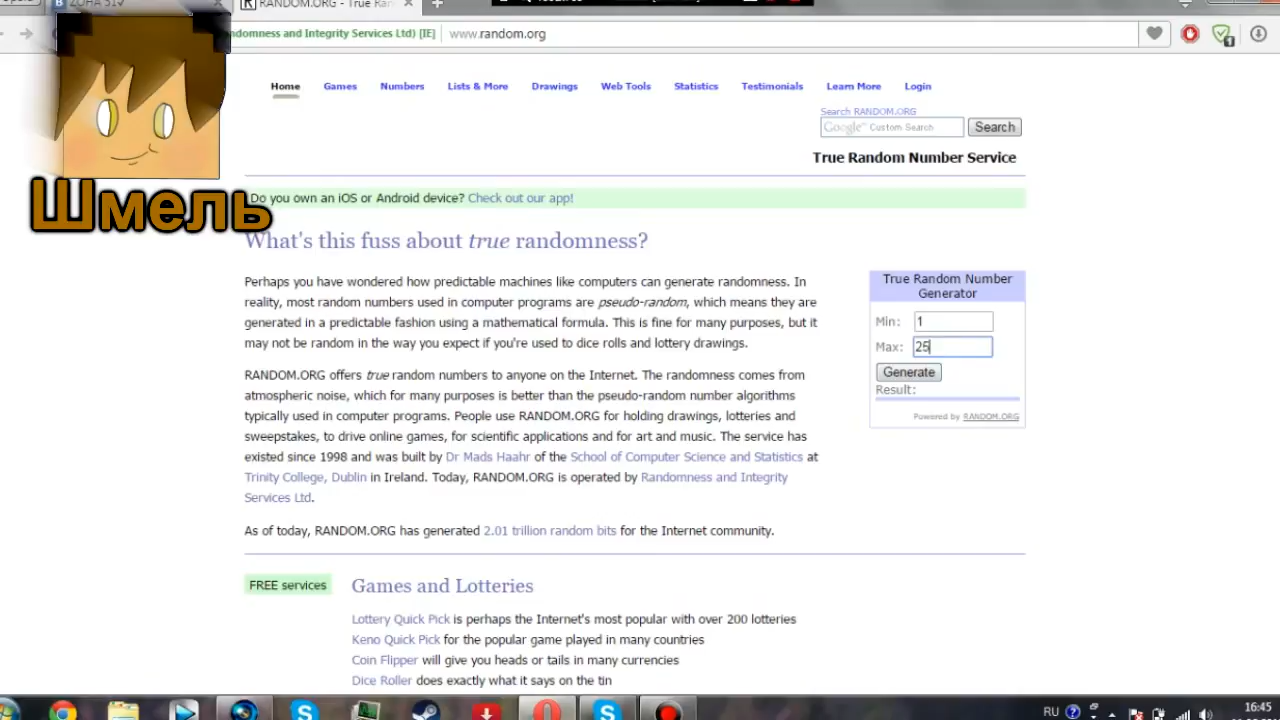 RANDOM.ORG - True Ran
ndomness and Integrity Services Ltd) [IE]
www.random.org
Шмель
Home
Games
Numbers
Lists & More
Drawings
Web Tools
Statistics
Testimonials
Learn More
Login
Search RANDOM.ORG
Google™ Custom Search
Search
True Random Number Service
Do you own an iOS or Android device? Check out our app!
What's this fuss about true randomness?
Perhaps you have wondered how predictable machines like computers can generate randomness. In
reality, most random numbers used in computer programs are pseudo-random, which means they are
generated in a predictable fashion using a mathematical formula. This is fine for many purposes, but it
may not be random in the way you expect if you're used to dice rolls and lottery drawings.
RANDOM.ORG offers true random numbers to anyone on the Internet. The randomness comes from
atmospheric noise, which for many purposes is better than the pseudo-random number algorithms
typically used in computer programs. People use RANDOM.ORG for holding drawings, lotteries and
sweepstakes, to drive online games, for scientific applications and for art and music. The service has
existed since 1998 and was built by Dr Mads Haahr of the School of Computer Science and Statistics at
Trinity College, Dublin in Ireland. Today, RANDOM.ORG is operated by Randomness and Integrity
Services Ltd.
As of today, RANDOM.ORG has generated 2.01 trillion random bits for the Internet community.
True Random Number
Generator
Min: 1
Max: 25
Generate
Result:
Powered by RANDOM.ORG
FREE services
Games and Lotteries
Lottery Quick Pick is perhaps the Internet's most popular with over 200 lotteries
Keno Quick Pick for the popular game played in many countries
Coin Flipper will give you heads or tails in many currencies
Dice Roller does exactly what it says on the tin
RU
16:45